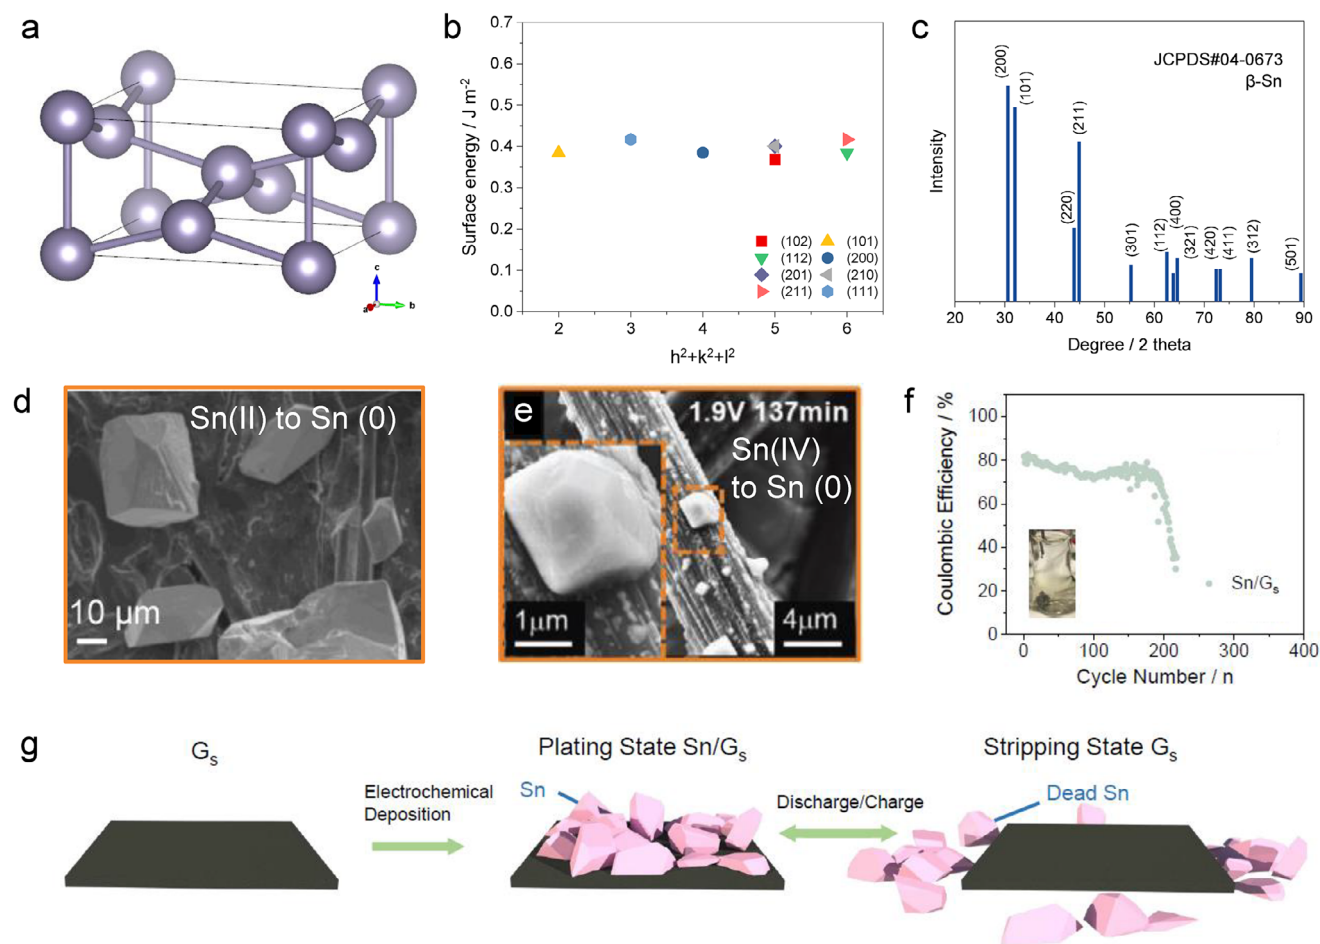 a
c
b
a
b
Surface energy / J m⁻²
0.7
0.6
0.5
0.4
0.3
0.2
0.1
0.0
2 3 4 5 6
h²+k²+l²
(102) (101)
(112) (200)
(201) (210)
(211) (111)
c
JCPDS#04-0673
β-Sn
Intensity
(200)
(101)
(220)
(211)
(301)
(112)
(400)
(321)
(420)
(411)
(312)
(501)
20 30 40 50 60 70 80 90
Degree / 2 theta
d
Sn(II) to Sn (0)
10 μm
e
1.9V 137min
Sn(IV)
to Sn (0)
1μm
4μm
f
Coulombic Efficiency / %
100
80
60
40
20
0
Sn/Gₛ
0 100 200 300 400
Cycle Number / n
g
Gₛ
Electrochemical
Deposition
Plating State Sn/Gₛ
Sn
Discharge/Charge
Stripping State Gₛ
Dead Sn